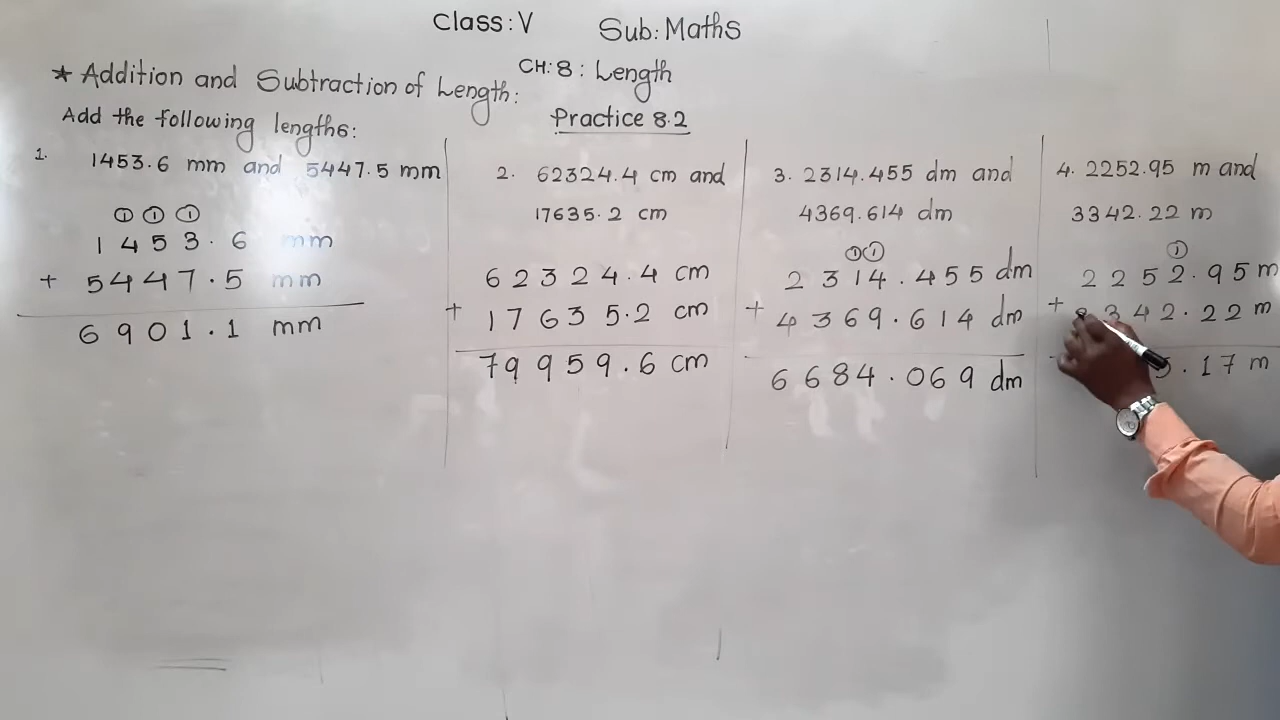 Class: V Sub: Maths
CH: 8 : Length
* Addition and Subtraction of Length:
Practice 8.2
Add the following lengths:
1. 1453.6 mm and 5447.5 mm
① ① ①
1 4 5 3 . 6 mm
+ 5 4 4 7 . 5 mm
6 9 0 1 . 1 mm
2. 62324.4 cm and
17635.2 cm
6 2 3 2 4 . 4 cm
+ 1 7 6 3 5 . 2 cm
7 9 9 5 9 . 6 cm
3. 2314.455 dm and
4369.614 dm
① ①
2 3 1 4 . 4 5 5 dm
+ 4 3 6 9 . 6 1 4 dm
6 6 8 4 . 0 6 9 dm
4. 2252.95 m and
3342.22 m
①
2 2 5 2 . 9 5 m
+ 3 4 2 . 2 2 m
5 . 1 7 m